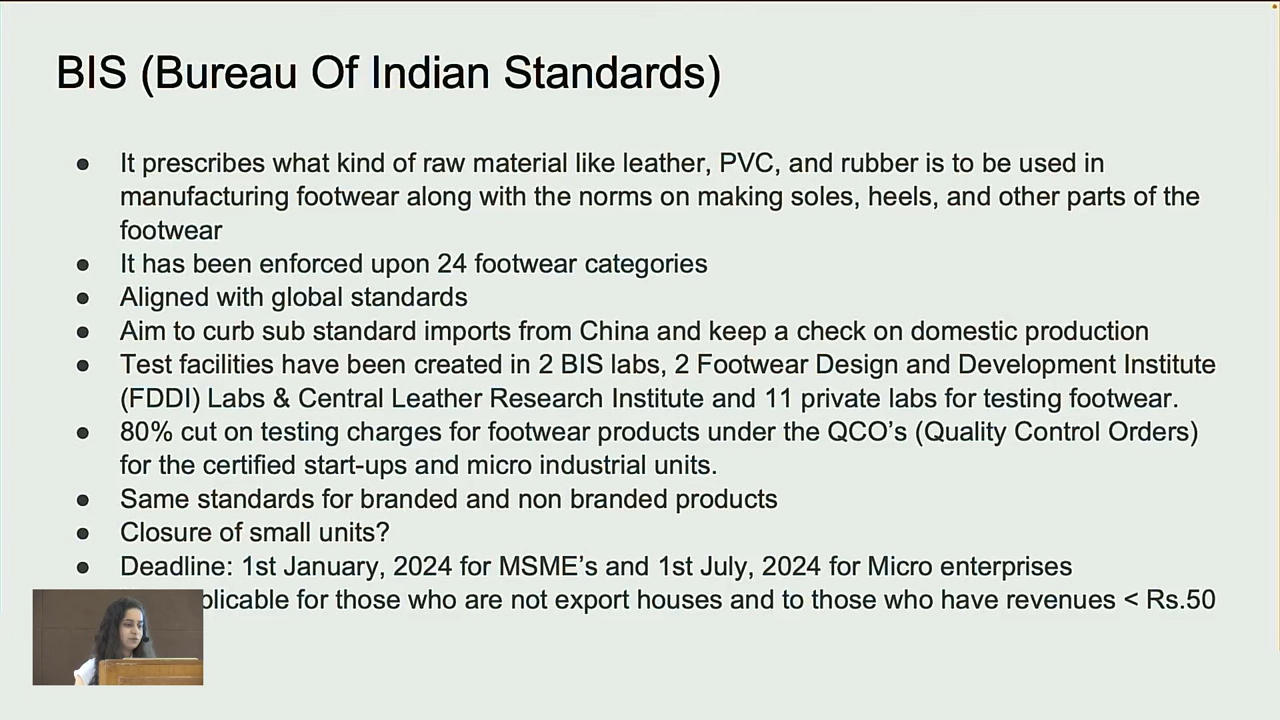 BIS (Bureau Of Indian Standards)
● It prescribes what kind of raw material like leather, PVC, and rubber is to be used in
manufacturing footwear along with the norms on making soles, heels, and other parts of the
footwear
● It has been enforced upon 24 footwear categories
● Aligned with global standards
● Aim to curb sub standard imports from China and keep a check on domestic production
● Test facilities have been created in 2 BIS labs, 2 Footwear Design and Development Institute
(FDDI) Labs & Central Leather Research Institute and 11 private labs for testing footwear.
● 80% cut on testing charges for footwear products under the QCO’s (Quality Control Orders)
for the certified start-ups and micro industrial units.
● Same standards for branded and non branded products
● Closure of small units?
● Deadline: 1st January, 2024 for MSME’s and 1st July, 2024 for Micro enterprises
for those who are not export houses and to those who have revenues < Rs.50